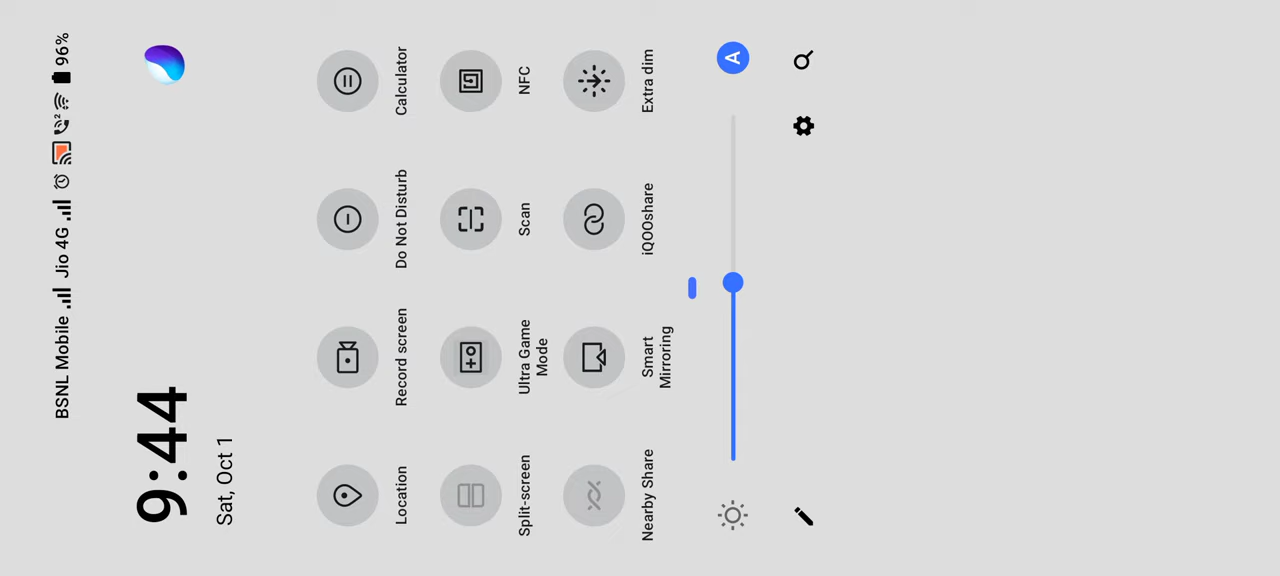 BSNL Mobile Jio 4G 2 96%
9:44
Sat, Oct 1
Location
Record screen
Do Not Disturb
Calculator
Split-screen
Ultra Game
Mode
Scan
NFC
Nearby Share
Smart
Mirroring
iQOOshare
Extra dim
A